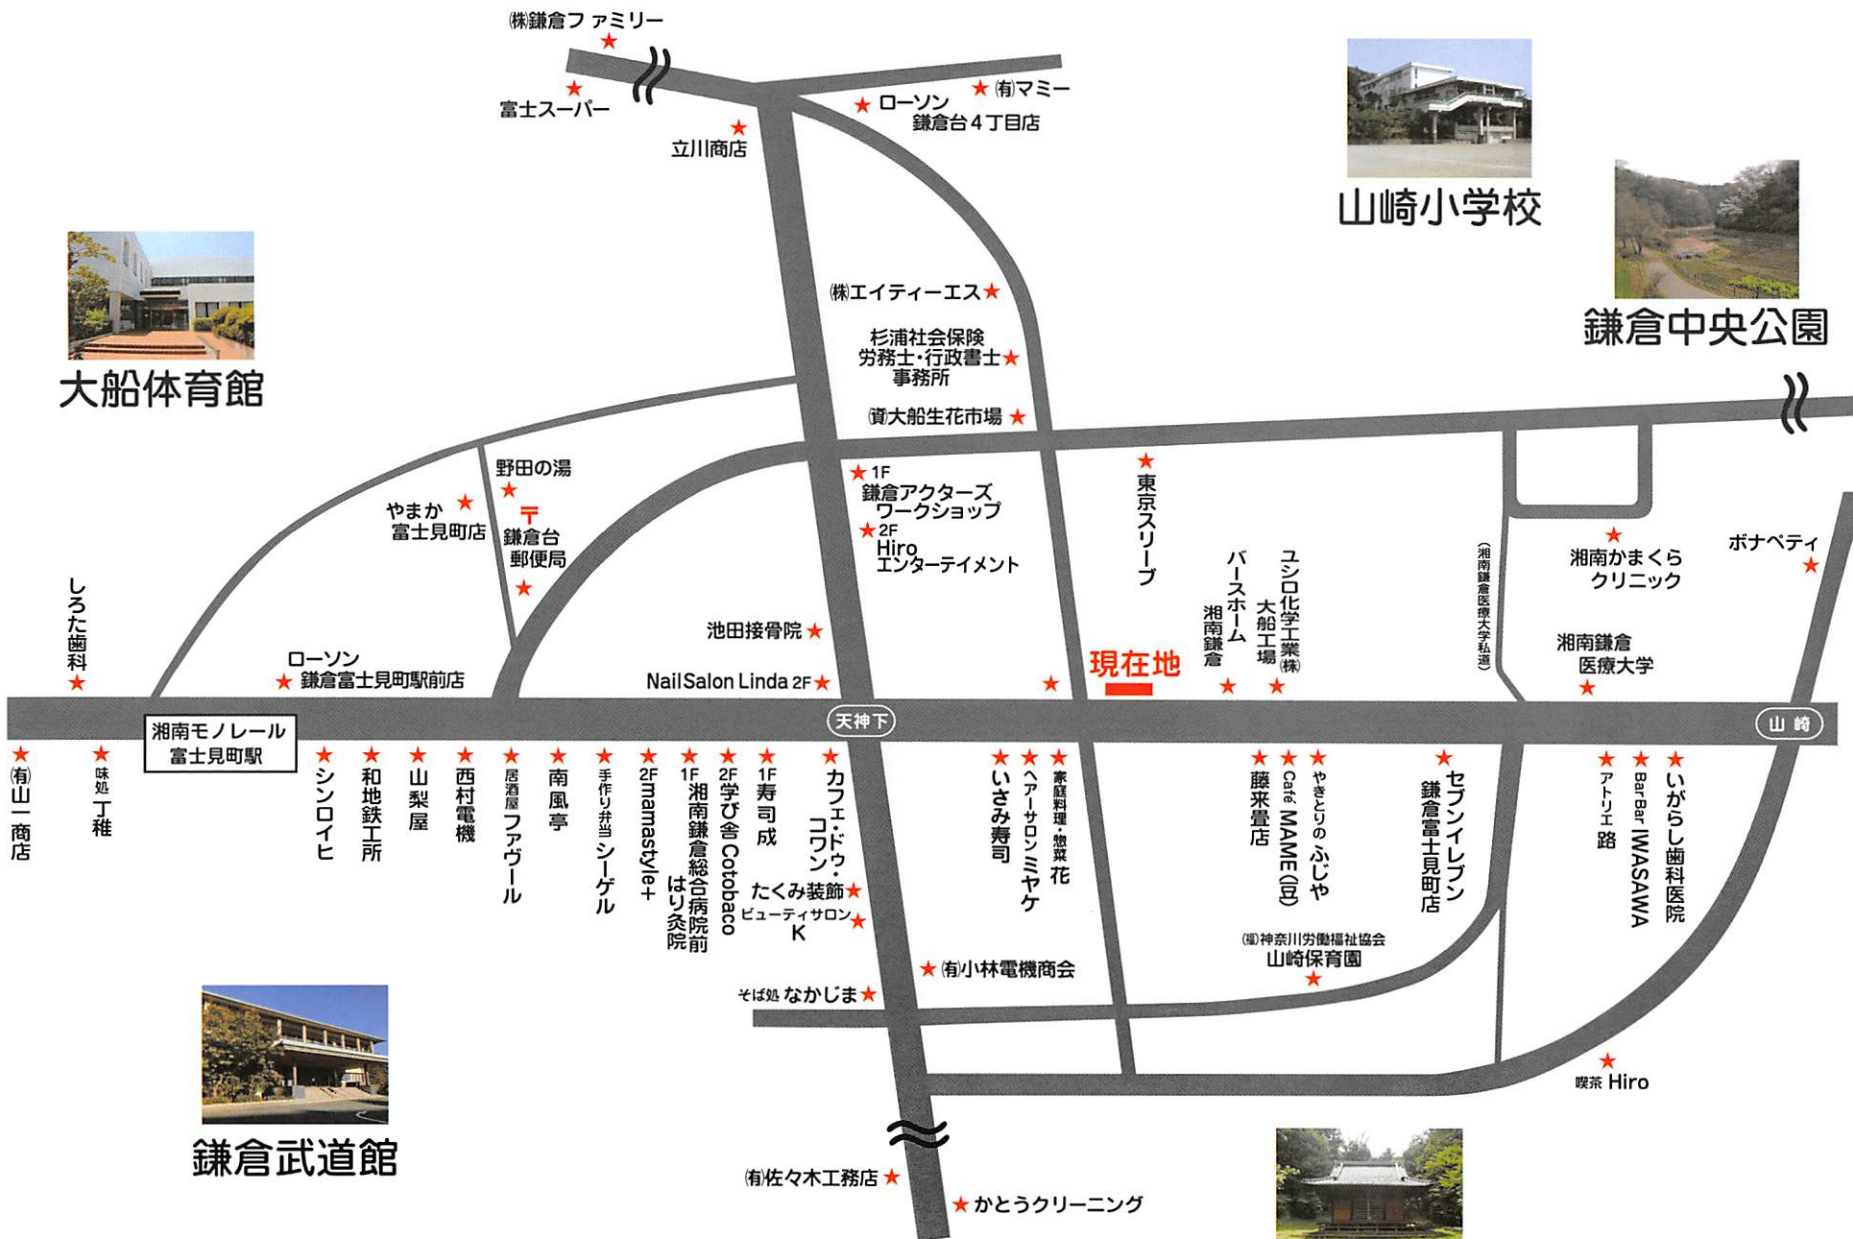 ㈱鎌倉ファミリー
富士スーパー
立川商店
ローソン
鎌倉台4丁目店
㈲マミー
山崎小学校
鎌倉中央公園
大船体育館
㈱エイティーエス
杉浦社会保険
労務士・行政書士
事務所
㈾大船生花市場
野田の湯
やまか
富士見町店
〒
鎌倉台
郵便局
1F
鎌倉アクターズ
ワークショップ
2F
Hiro
エンターテイメント
東京スリーブ
バースホーム
湘南鎌倉
ユシロ化学工業㈱
大船工場
(湘南鎌倉医療大学私道)
湘南かまくら
クリニック
ボナペティ
湘南鎌倉
医療大学
しろた歯科
ローソン
鎌倉富士見町駅前店
池田接骨院
NailSalon Linda 2F
現在地
湘南モノレール
富士見町駅
天神下
山崎
㈲山一商店
味処 丁稚
シンロイヒ
和地鉄工所
山梨屋
西村電機
居酒屋 ファヴール
南風亭
手作り弁当 シーゲル
2F mamastyle+
1F 湘南鎌倉総合病院前
はり灸院
2F 学び舎 Cotobaco
1F 寿司成
カフェ・ドゥ・
コワン
たくみ装飾
ビューティサロン
K
いさみ寿司
ヘアーサロン ミヤケ
家庭料理・惣菜 花
藤来畳店
Café MAME(豆)
やきとりの ふじや
セブンイレブン
鎌倉富士見町店
アトリエ 路
BarBar IWASAWA
いがらし歯科医院
㈲小林電機商会
そば処 なかじま
(福)神奈川労働福祉協会
山崎保育園
喫茶 Hiro
鎌倉武道館
㈲佐々木工務店
かとうクリーニング